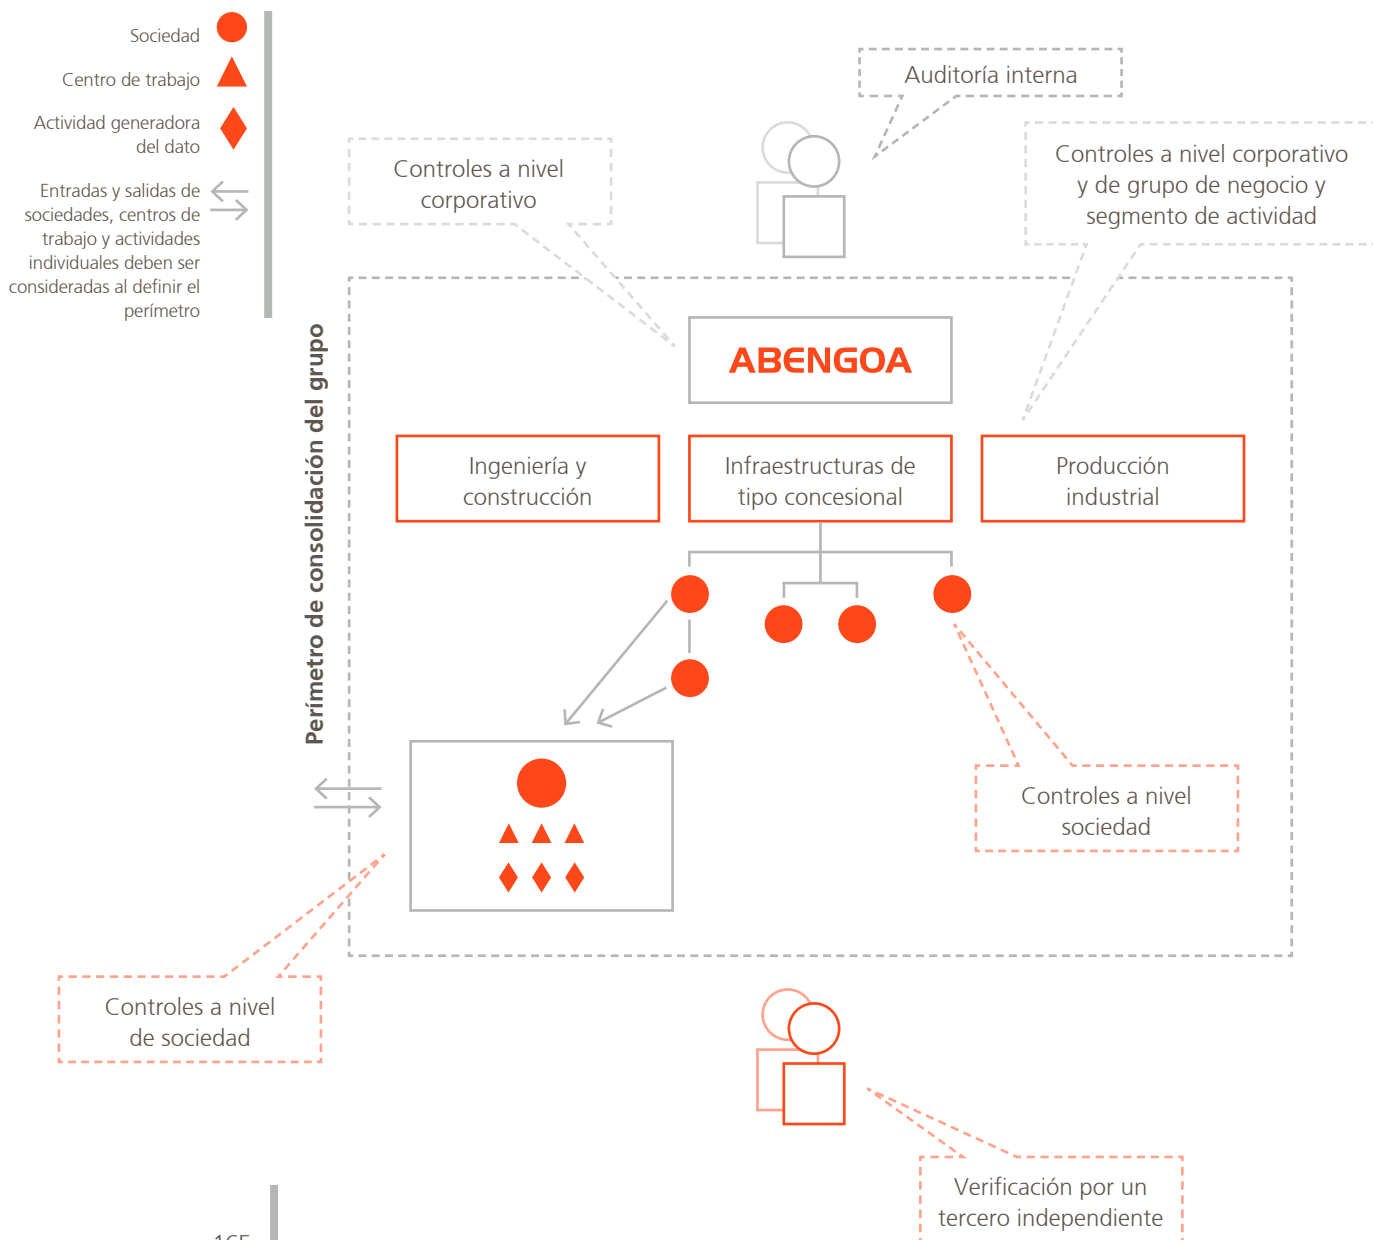 Sociedad
Centro de trabajo
Actividad generadora
del dato
Entradas y salidas de
sociedades, centros de
trabajo y actividades
individuales deben ser
consideradas al definir el
perímetro
Auditoría interna
Controles a nivel
corporativo
Controles a nivel corporativo
y de grupo de negocio y
segmento de actividad
Perímetro de consolidación del grupo
ABENGOA
Ingeniería y
construcción
Infraestructuras de
tipo concesional
Producción
industrial
Controles a nivel
sociedad
Controles a nivel
de sociedad
Verificación por un
tercero independiente
165